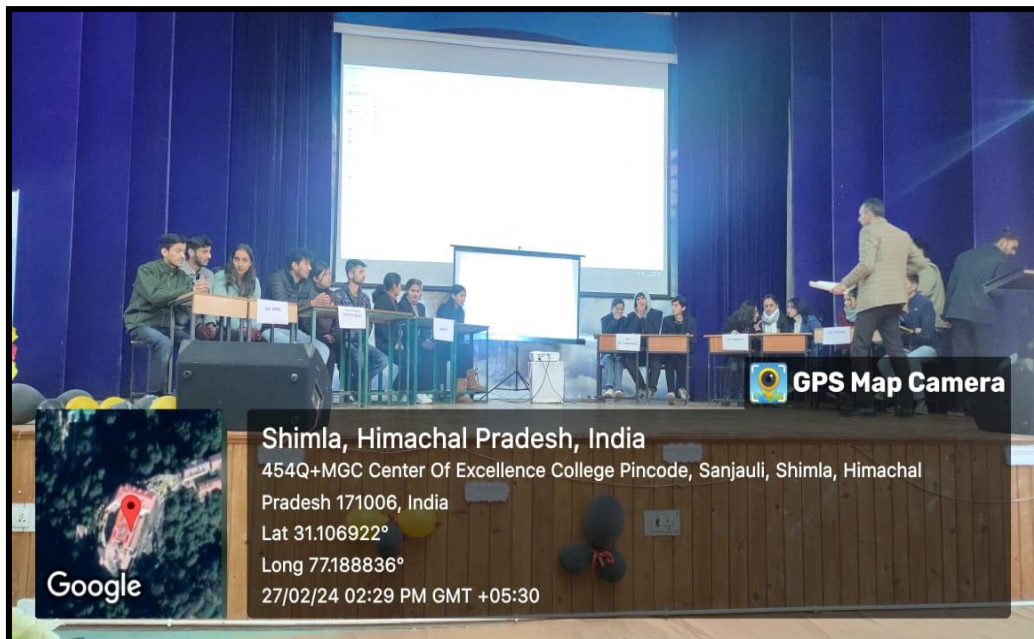 GPS Map Camera
Shimla, Himachal Pradesh, India
454Q+MGC Center Of Excellence College Pincode, Sanjauli, Shimla, Himachal
Pradesh 171006, India
Lat 31.106922°
Long 77.188836°
27/02/24 02:29 PM GMT +05:30
Google